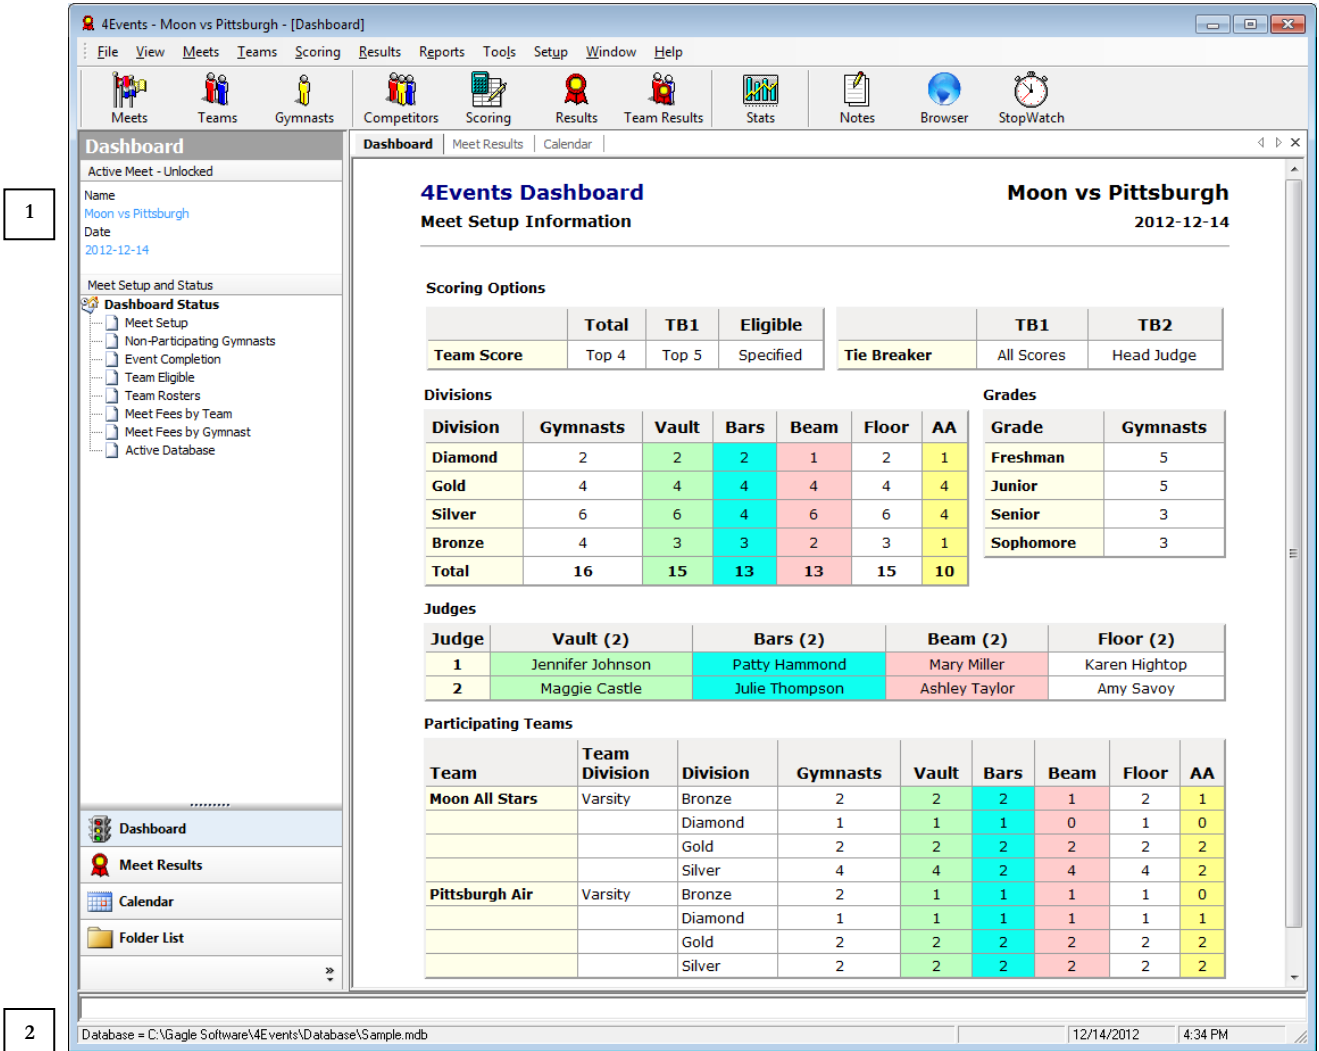 4Events - Moon vs Pittsburgh - [Dashboard]
File View Meets Teams Scoring Results Reports Tools Setup Window Help
Meets Teams Gymnasts Competitors Scoring Results Team Results Stats Notes Browser StopWatch
Dashboard
Active Meet - Unlocked
Name
Moon vs Pittsburgh
Date
2012-12-14
Meet Setup and Status
Dashboard Status
Meet Setup
Non-Participating Gymnasts
Event Completion
Team Eligible
Team Rosters
Meet Fees by Team
Meet Fees by Gymnast
Active Database
Dashboard
Meet Results
Calendar
Folder List
1
Dashboard Meet Results Calendar
4Events Dashboard Moon vs Pittsburgh
Meet Setup Information 2012-12-14
Scoring Options
Total TB1 Eligible TB1 TB2
Team Score Top 4 Top 5 Specified Tie Breaker All Scores Head Judge
Divisions Grades
Division Gymnasts Vault Bars Beam Floor AA Grade Gymnasts
Diamond 2 2 2 1 2 1 Freshman 5
Gold 4 4 4 4 4 4 Junior 5
Silver 6 6 4 6 6 4 Senior 3
Bronze 4 3 3 2 3 1 Sophomore 3
Total 16 15 13 13 15 10
Judges
Judge Vault (2) Bars (2) Beam (2) Floor (2)
1 Jennifer Johnson Patty Hammond Mary Miller Karen Hightop
2 Maggie Castle Julie Thompson Ashley Taylor Amy Savoy
Participating Teams
Team Team Division Division Gymnasts Vault Bars Beam Floor AA
Moon All Stars Varsity Bronze 2 2 2 1 2 1
Diamond 1 1 1 0 1 0
Gold 2 2 2 2 2 2
Silver 4 4 2 4 4 2
Pittsburgh Air Varsity Bronze 2 1 1 1 1 0
Diamond 1 1 1 1 1 1
Gold 2 2 2 2 2 2
Silver 2 2 2 2 2 2
2
Database = C:\Gagle Software\4Events\Database\Sample.mdb 12/14/2012 4:34 PM